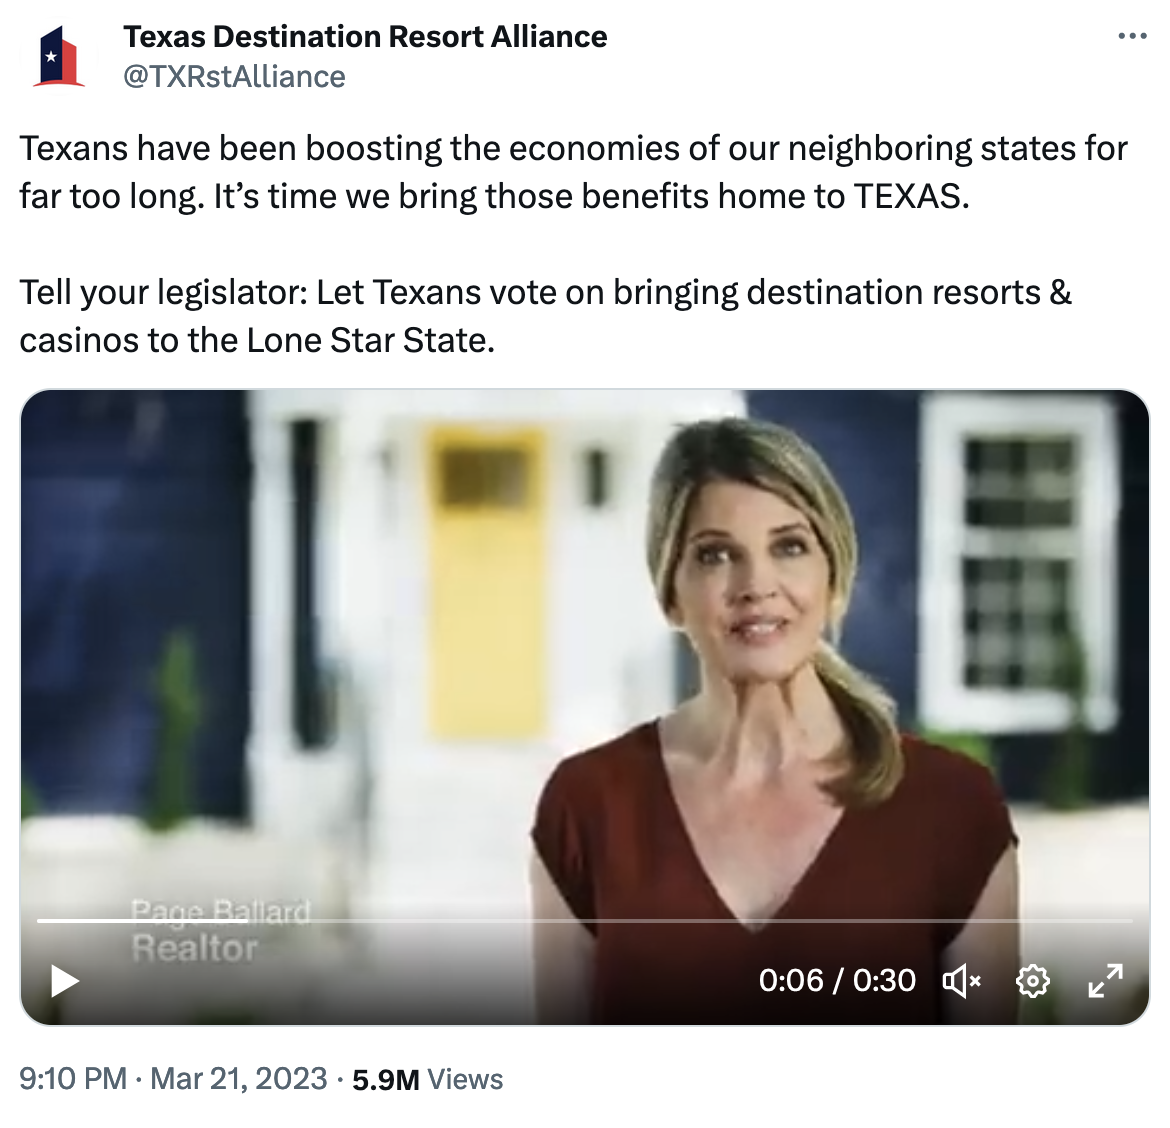 Texas Destination Resort Alliance
@TXRstAlliance
Texans have been boosting the economies of our neighboring states for
far too long. It’s time we bring those benefits home to TEXAS.
Tell your legislator: Let Texans vote on bringing destination resorts &
casinos to the Lone Star State.
Page Ballard
Realtor
0:06 / 0:30
9:10 PM · Mar 21, 2023 · 5.9M Views